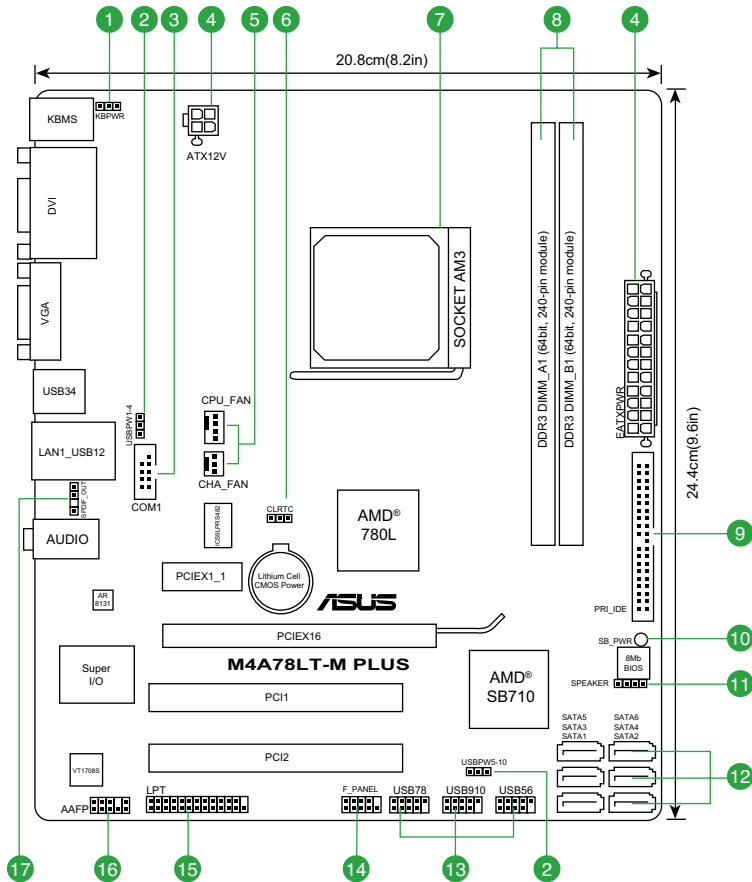 1 2 3 4 5 6 7 8 4
20.8cm(8.2in)
KBMS
KBPWR
ATX12V
DVI
VGA
SOCKET AM3
DDR3 DIMM_A1 (64bit, 240-pin module)
DDR3 DIMM_B1 (64bit, 240-pin module)
EATXPWR
24.4cm(9.6in)
USB34
USBPW1-4
CPU_FAN
LAN1_USB12
CHA_FAN
COM1
SPDIF_OUT
17
AUDIO
ICS9LPRS482
CLRTC
AMD®
780L
9
PCIEX1_1
Lithium Cell
CMOS Power
AR
8131
ASUS
PRI_IDE
PCIEX16
SB_PWR
10
M4A78LT-M PLUS
Super
I/O
AMD®
SB710
8Mb
BIOS
SPEAKER
11
PCI1
SATA5
SATA3
SATA1
SATA6
SATA4
SATA2
PCI2
VT1708S
USBPW5-10
12
AAFP
LPT
F_PANEL
USB78
USB910
USB56
16 15 14 13 2